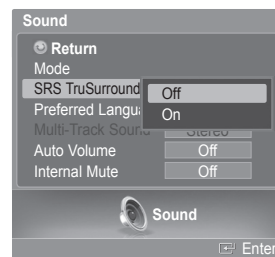 Sound
Return
Mode
SRS TruSurround
Off
On
Preferred Langua
Multi-Track Sound
Stereo
Auto Volume Off
Internal Mute Off
Sound
Enter